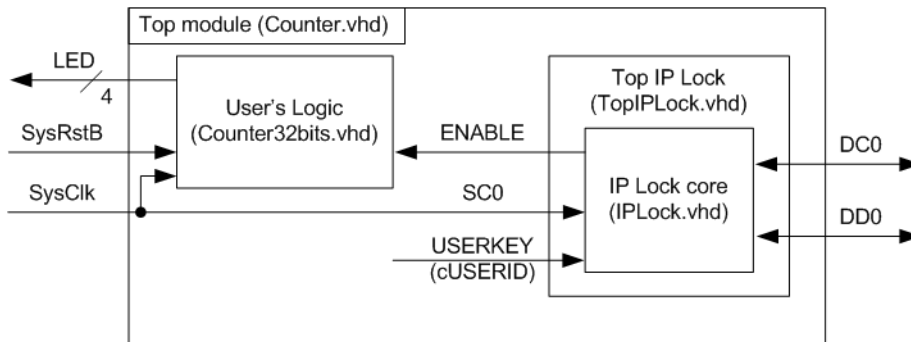 Top module (Counter.vhd)
LED
4
User's Logic
(Counter32bits.vhd)
SysRstB
SysClk
ENABLE
SC0
USERKEY
(cUSERID)
Top IP Lock
(TopIPLock.vhd)
IP Lock core
(IPLock.vhd)
DC0
DD0